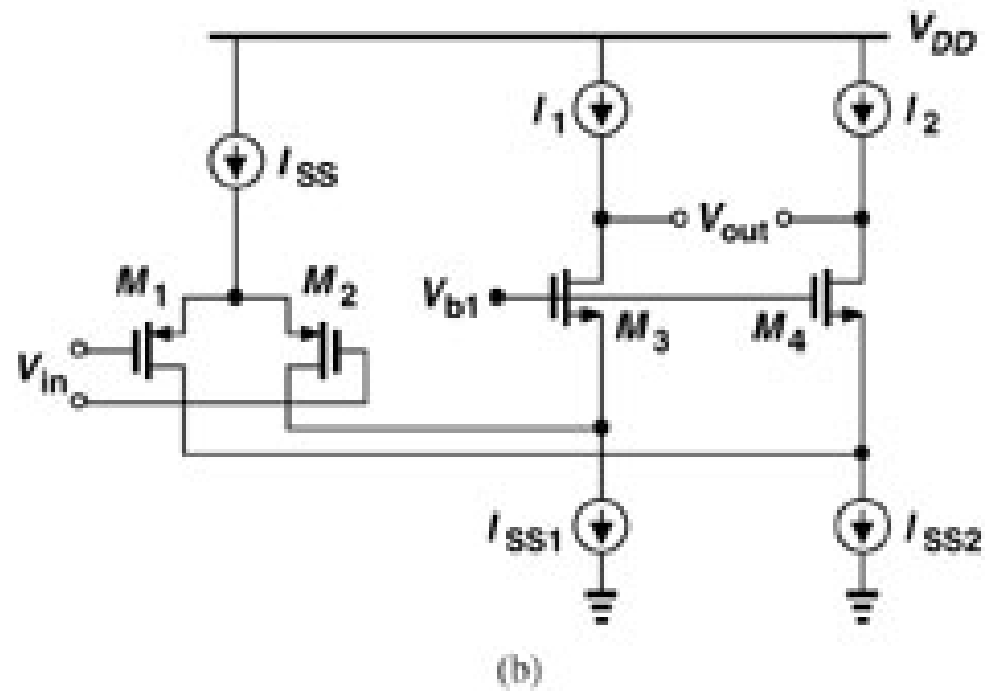 V_DD
I_1
I_2
I_SS
V_out
M_1
M_2
V_b1
M_3
M_4
V_in
I_SS1
I_SS2
(b)